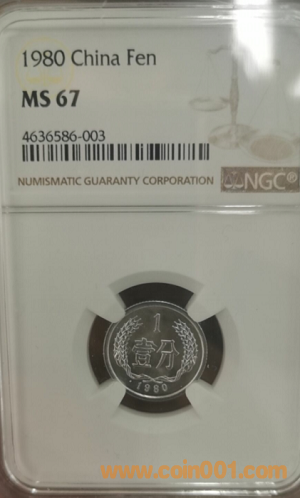 1980 China Fen
MS 67
4636586-003
NUMISMATIC GUARANTY CORPORATION
NGC®
1
壹分
1980
www.coin001.com